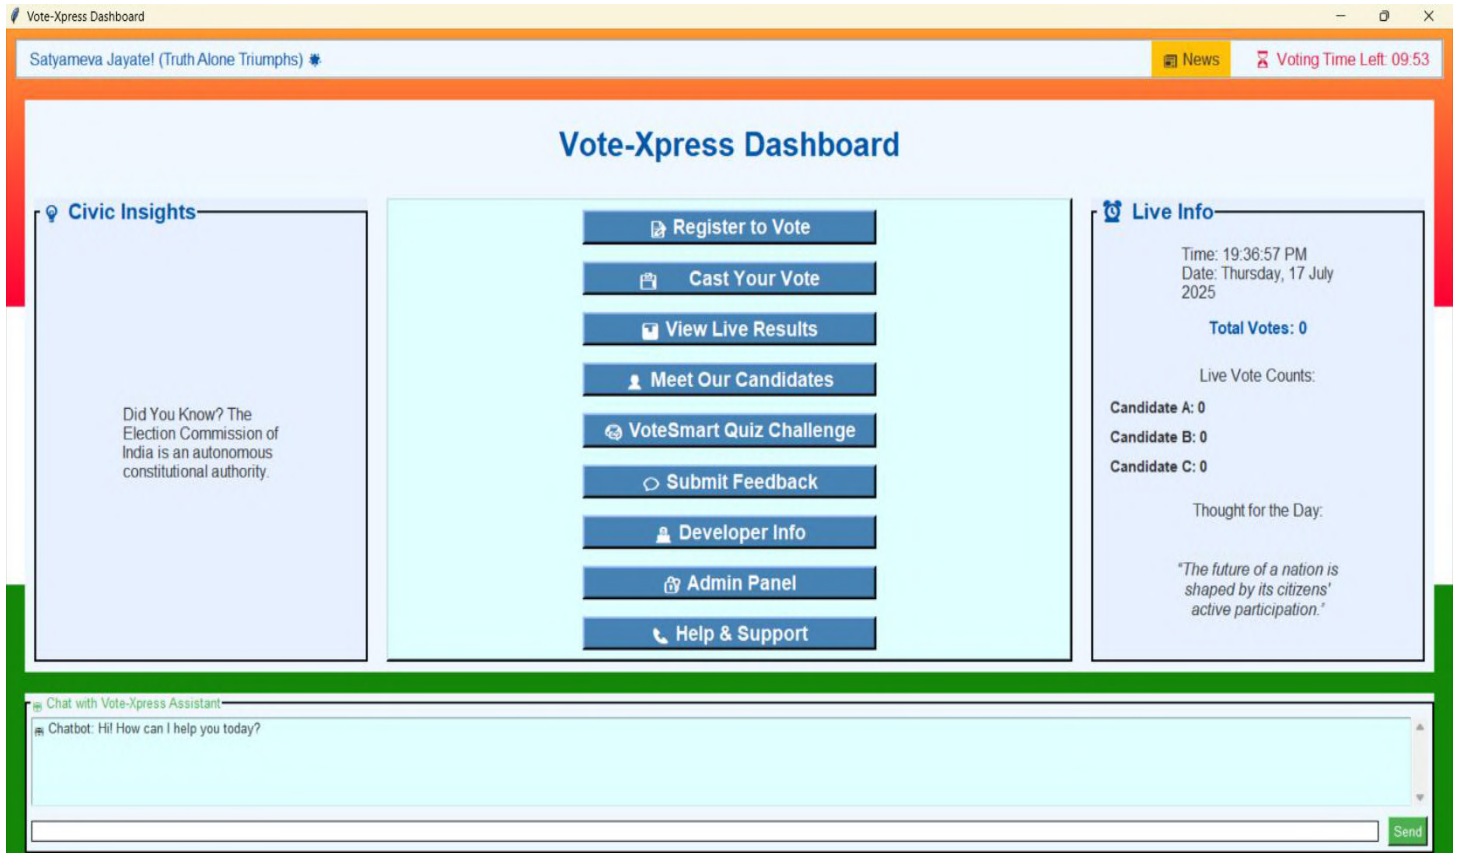 Vote-Xpress Dashboard
Satyameva Jayate! (Truth Alone Triumphs)
News
Voting Time Left: 09:53
Vote-Xpress Dashboard
Civic Insights
Did You Know? The
Election Commission of
India is an autonomous
constitutional authority.
Register to Vote
Cast Your Vote
View Live Results
Meet Our Candidates
VoteSmart Quiz Challenge
Submit Feedback
Developer Info
Admin Panel
Help & Support
Live Info
Time: 19:36:57 PM
Date: Thursday, 17 July
2025
Total Votes: 0
Live Vote Counts:
Candidate A: 0
Candidate B: 0
Candidate C: 0
Thought for the Day:
"The future of a nation is
shaped by its citizens'
active participation."
Chat with Vote-Xpress Assistant
Chatbot: Hi! How can I help you today?
Send